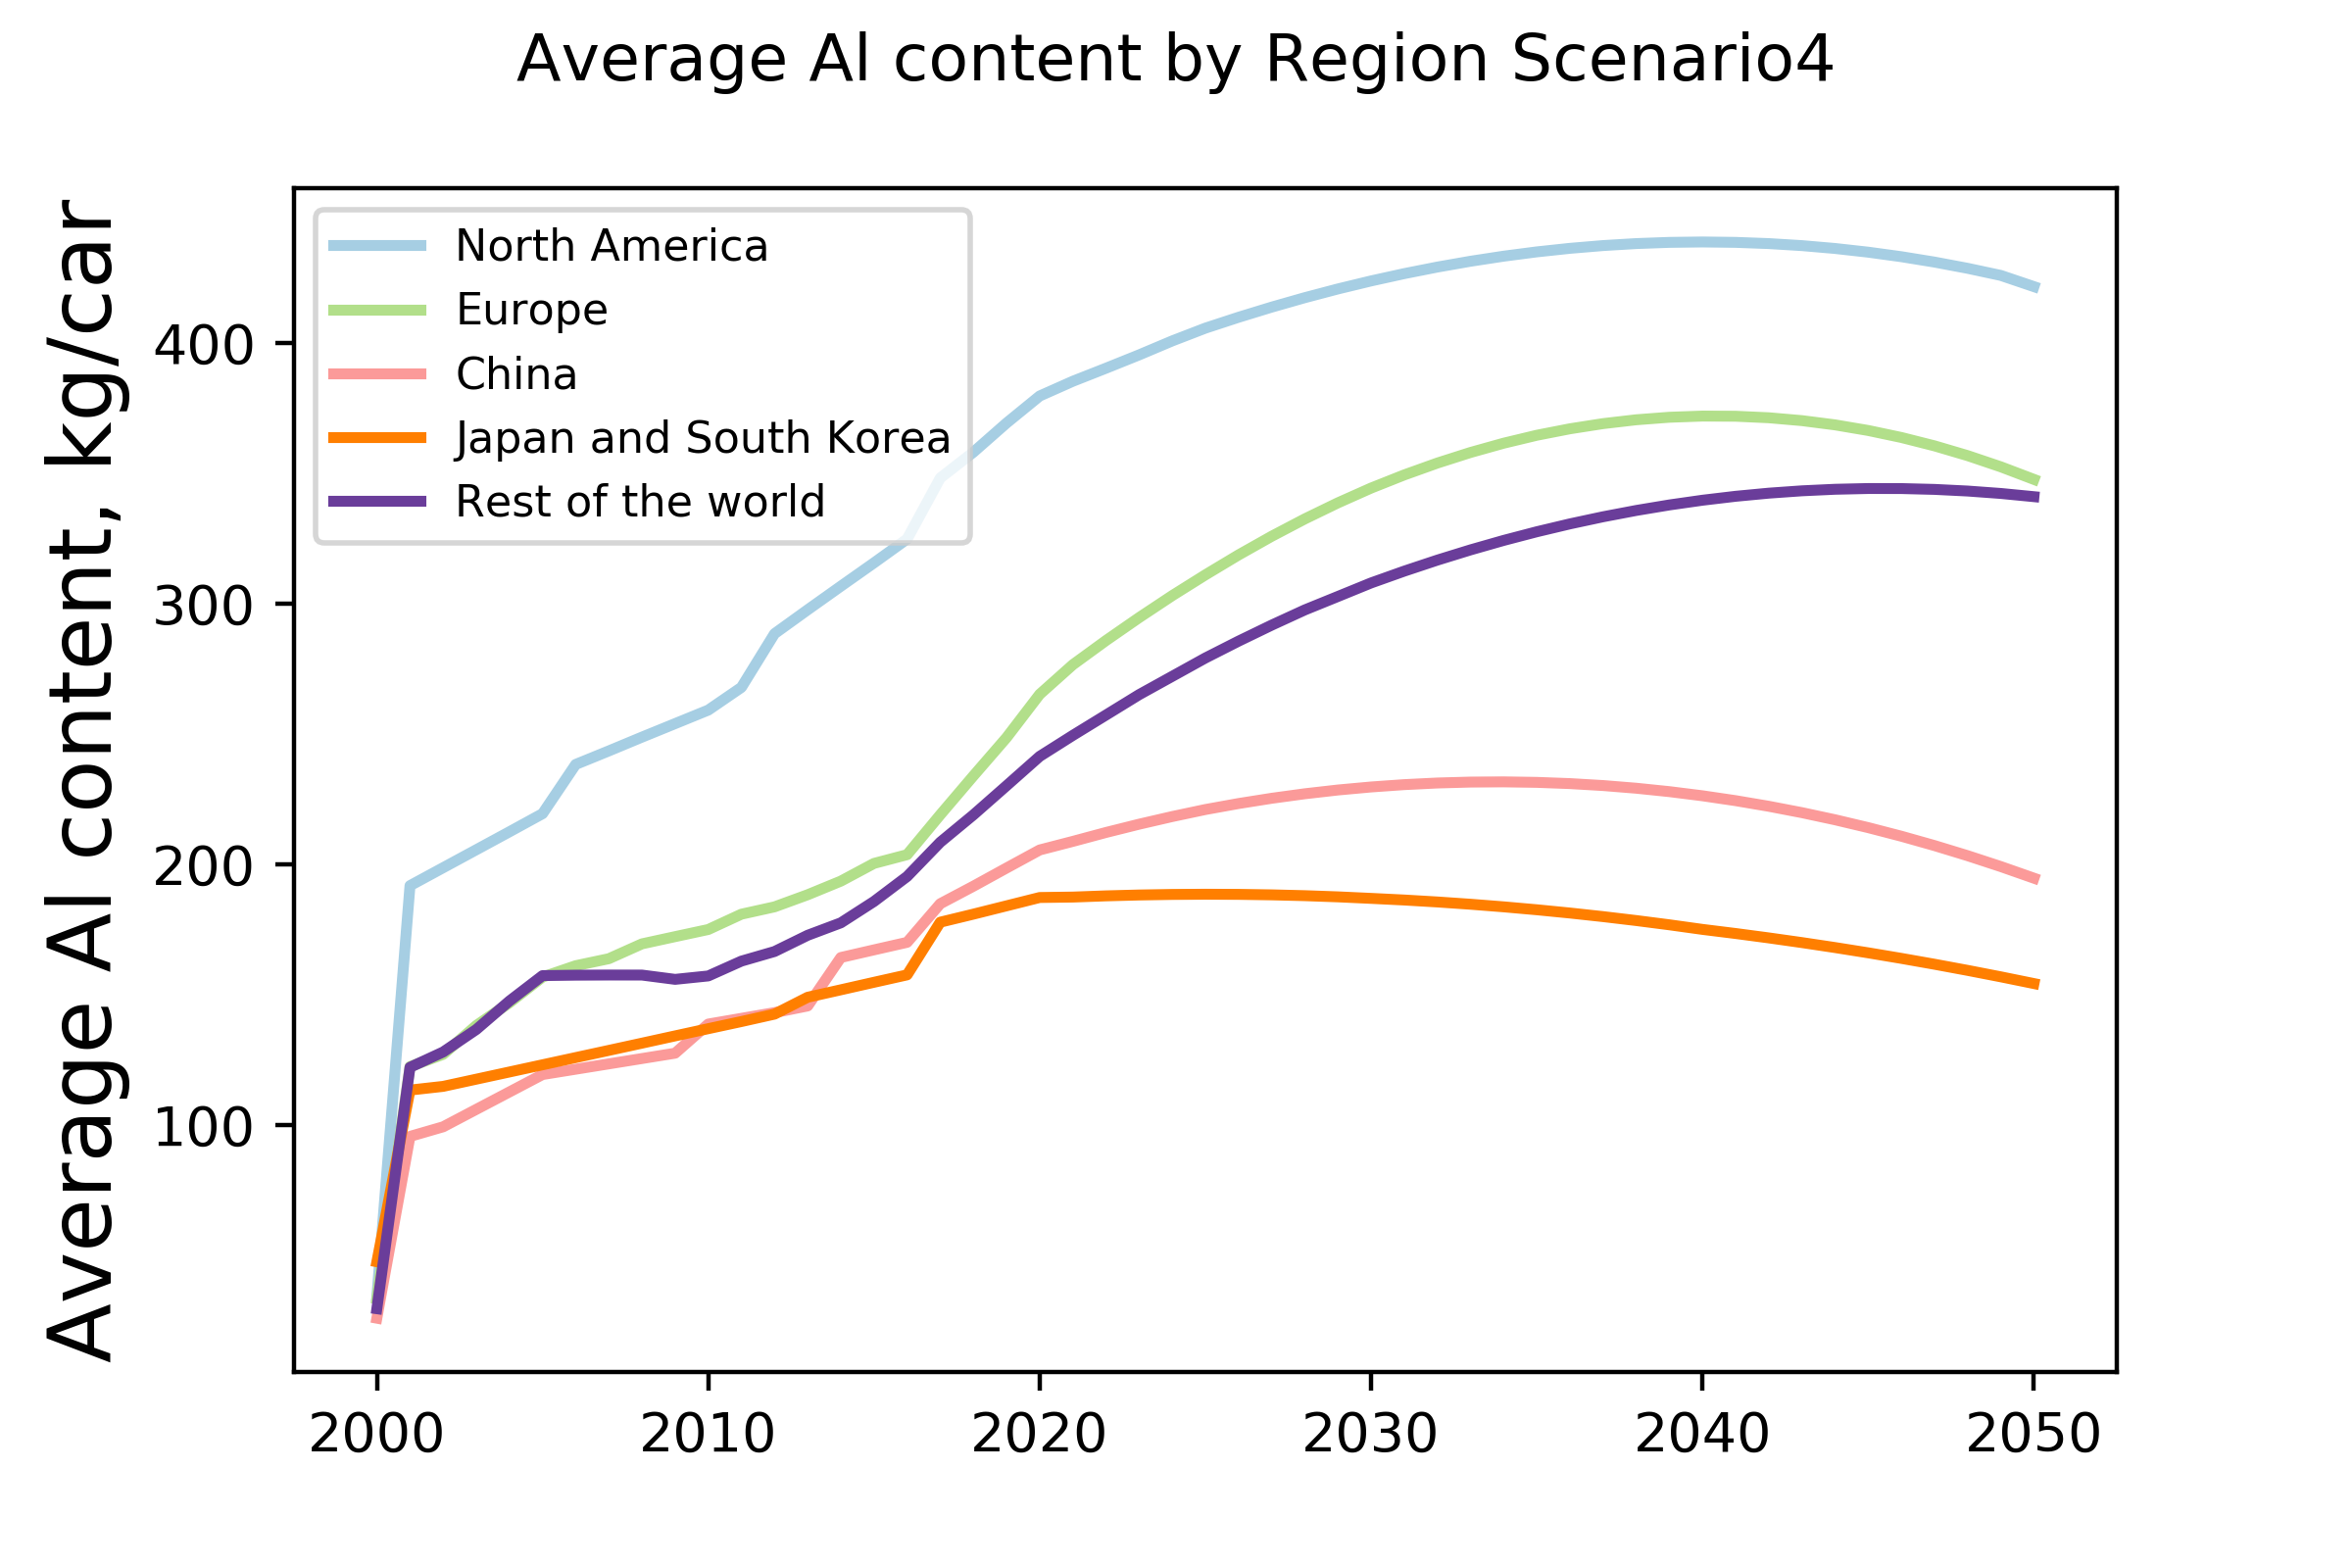 Average Al content by Region Scenario4
Average Al content, kg/car
North America
Europe
China
Japan and South Korea
Rest of the world
400
300
200
100
2000 2010 2020 2030 2040 2050